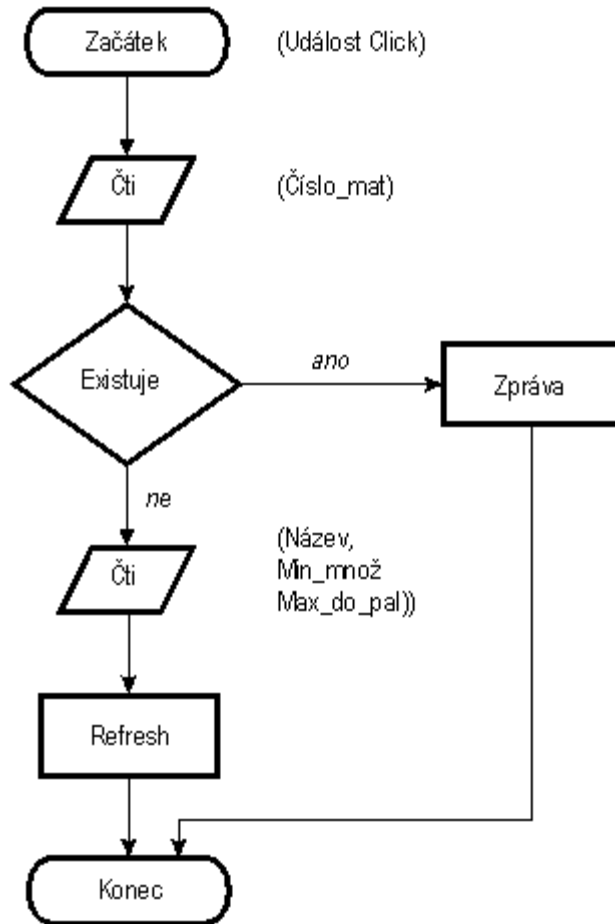 Začátek
(Událost Click)
Čti
(Číslo_mat)
Existuje
ano
Zpráva
ne
Čti
(Název,
Min_množ
Max_do_pal))
Refresh
Konec